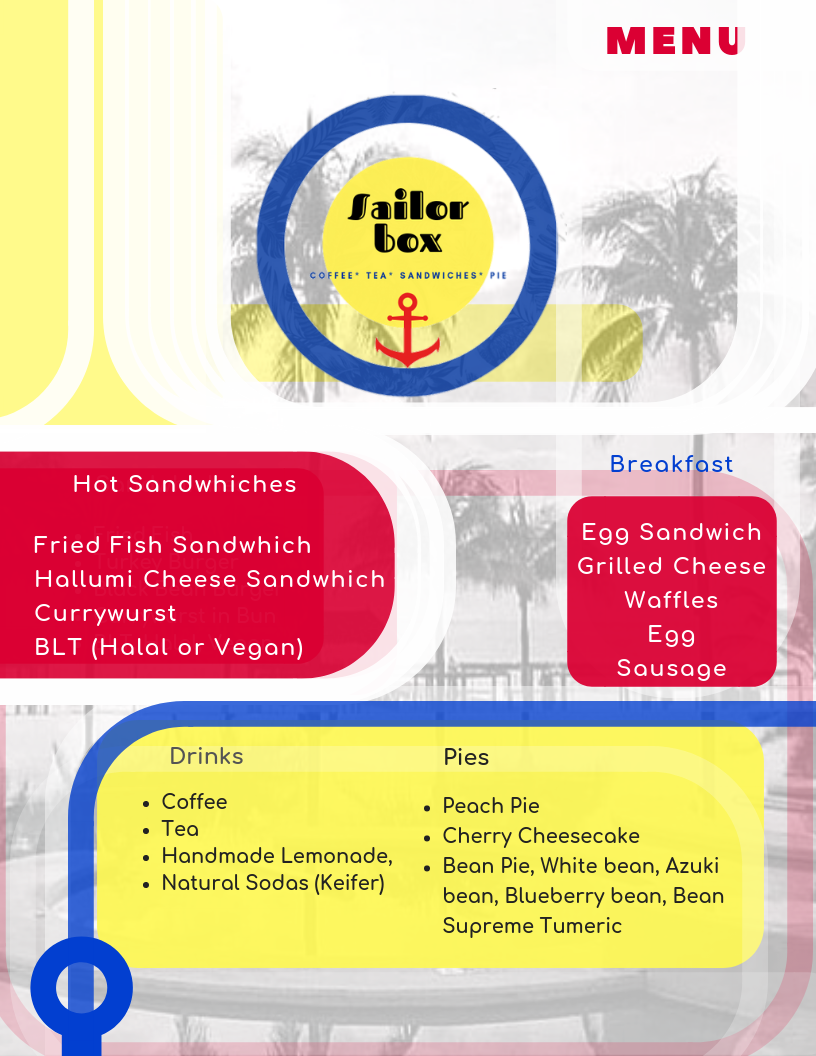 MENU
Sailor
box
COFFEE* TEA* SANDWICHES* PIE
Hot Sandwhiches
Fried Fish Sandwhich
Hallumi Cheese Sandwhich
Currywurst
BLT (Halal or Vegan)
Breakfast
Egg Sandwich
Grilled Cheese
Waffles
Egg
Sausage
Drinks
• Coffee
• Tea
• Handmade Lemonade,
• Natural Sodas (Keifer)
Pies
• Peach Pie
• Cherry Cheesecake
• Bean Pie, White bean, Azuki
bean, Blueberry bean, Bean
Supreme Tumeric